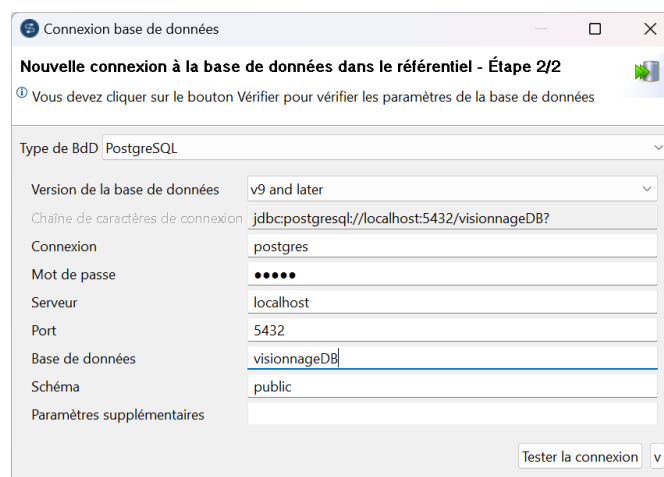 Connexion base de données
Nouvelle connexion à la base de données dans le référentiel - Étape 2/2
Vous devez cliquer sur le bouton Vérifier pour vérifier les paramètres de la base de données
Type de BdD PostgreSQL
Version de la base de données v9 and later
Chaîne de caractères de connexion jdbc:postgresql://localhost:5432/visionnageDB?
Connexion postgres
Mot de passe •••••
Serveur localhost
Port 5432
Base de données visionnageDB
Schéma public
Paramètres supplémentaires
Tester la connexion v